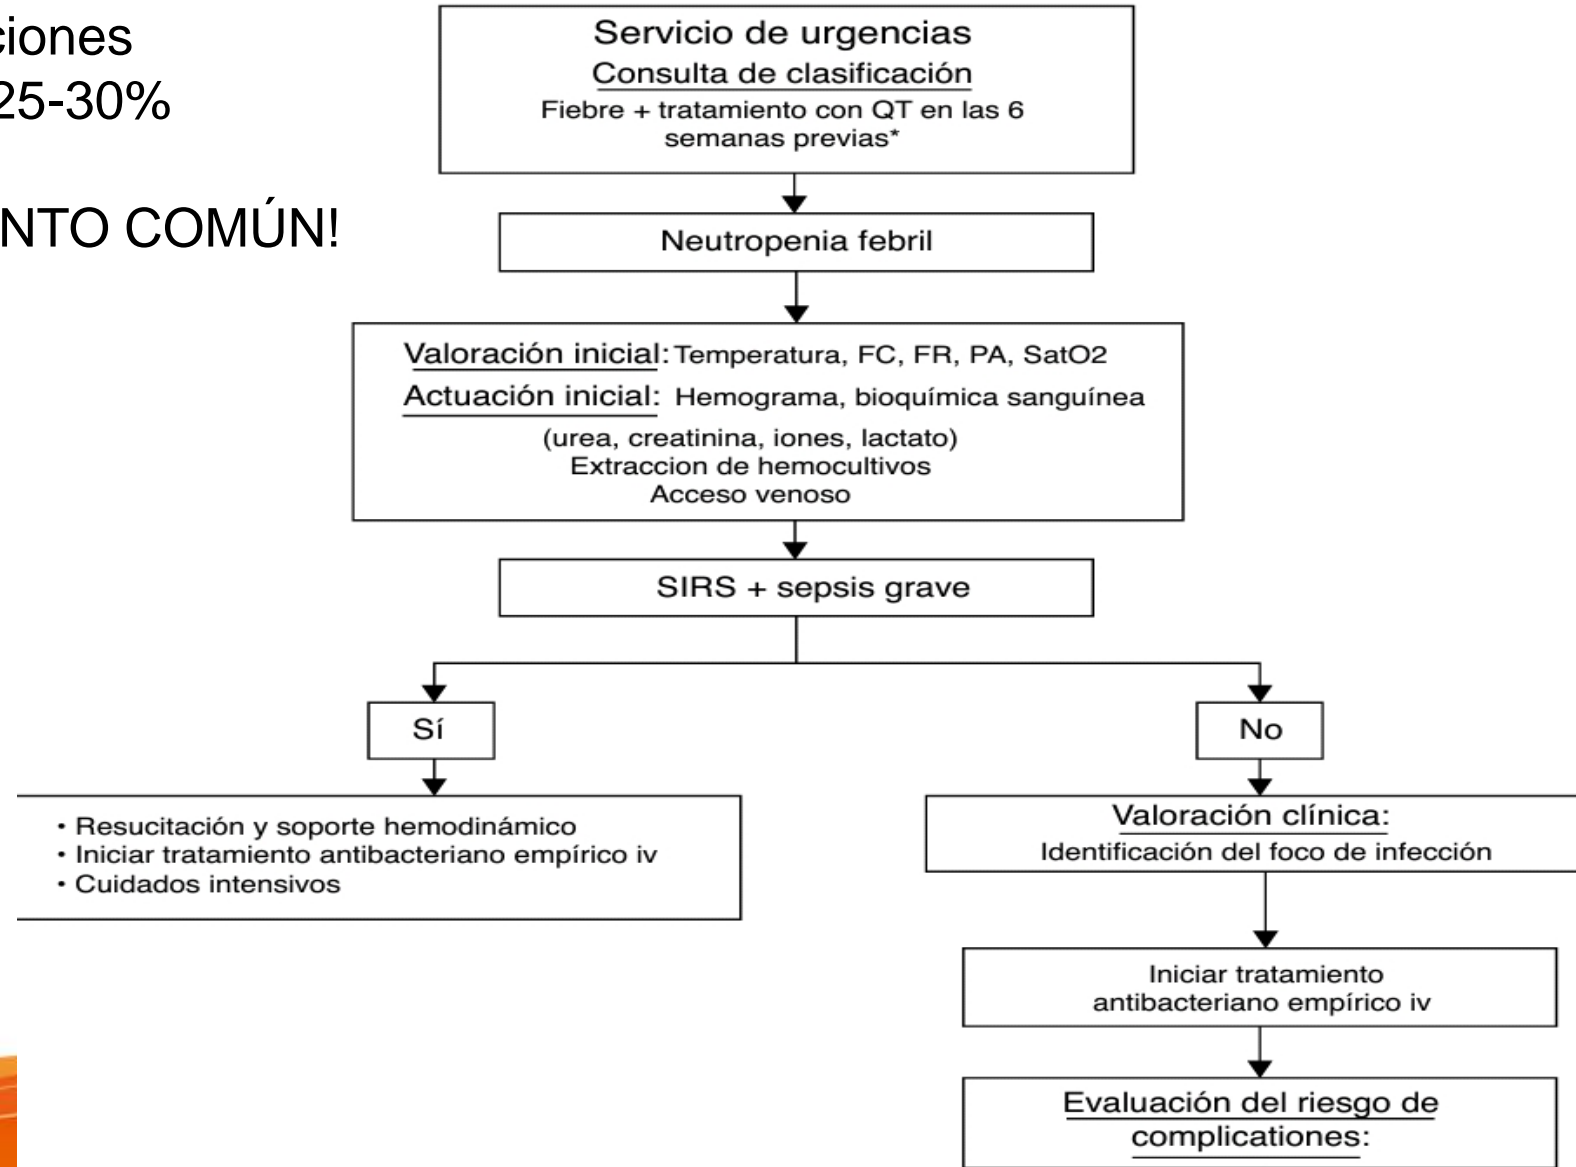 ciones
25-30%
NTO COMÚN!
Servicio de urgencias
Consulta de clasificación
Fiebre + tratamiento con QT en las 6
semanas previas*
Neutropenia febril
Valoración inicial: Temperatura, FC, FR, PA, SatO2
Actuación inicial: Hemograma, bioquímica sanguínea
(urea, creatinina, iones, lactato)
Extraccion de hemocultivos
Acceso venoso
SIRS + sepsis grave
Sí
No
• Resucitación y soporte hemodinámico
• Iniciar tratamiento antibacteriano empírico iv
• Cuidados intensivos
Valoración clínica:
Identificación del foco de infección
Iniciar tratamiento
antibacteriano empírico iv
Evaluación del riesgo de
complicationes: